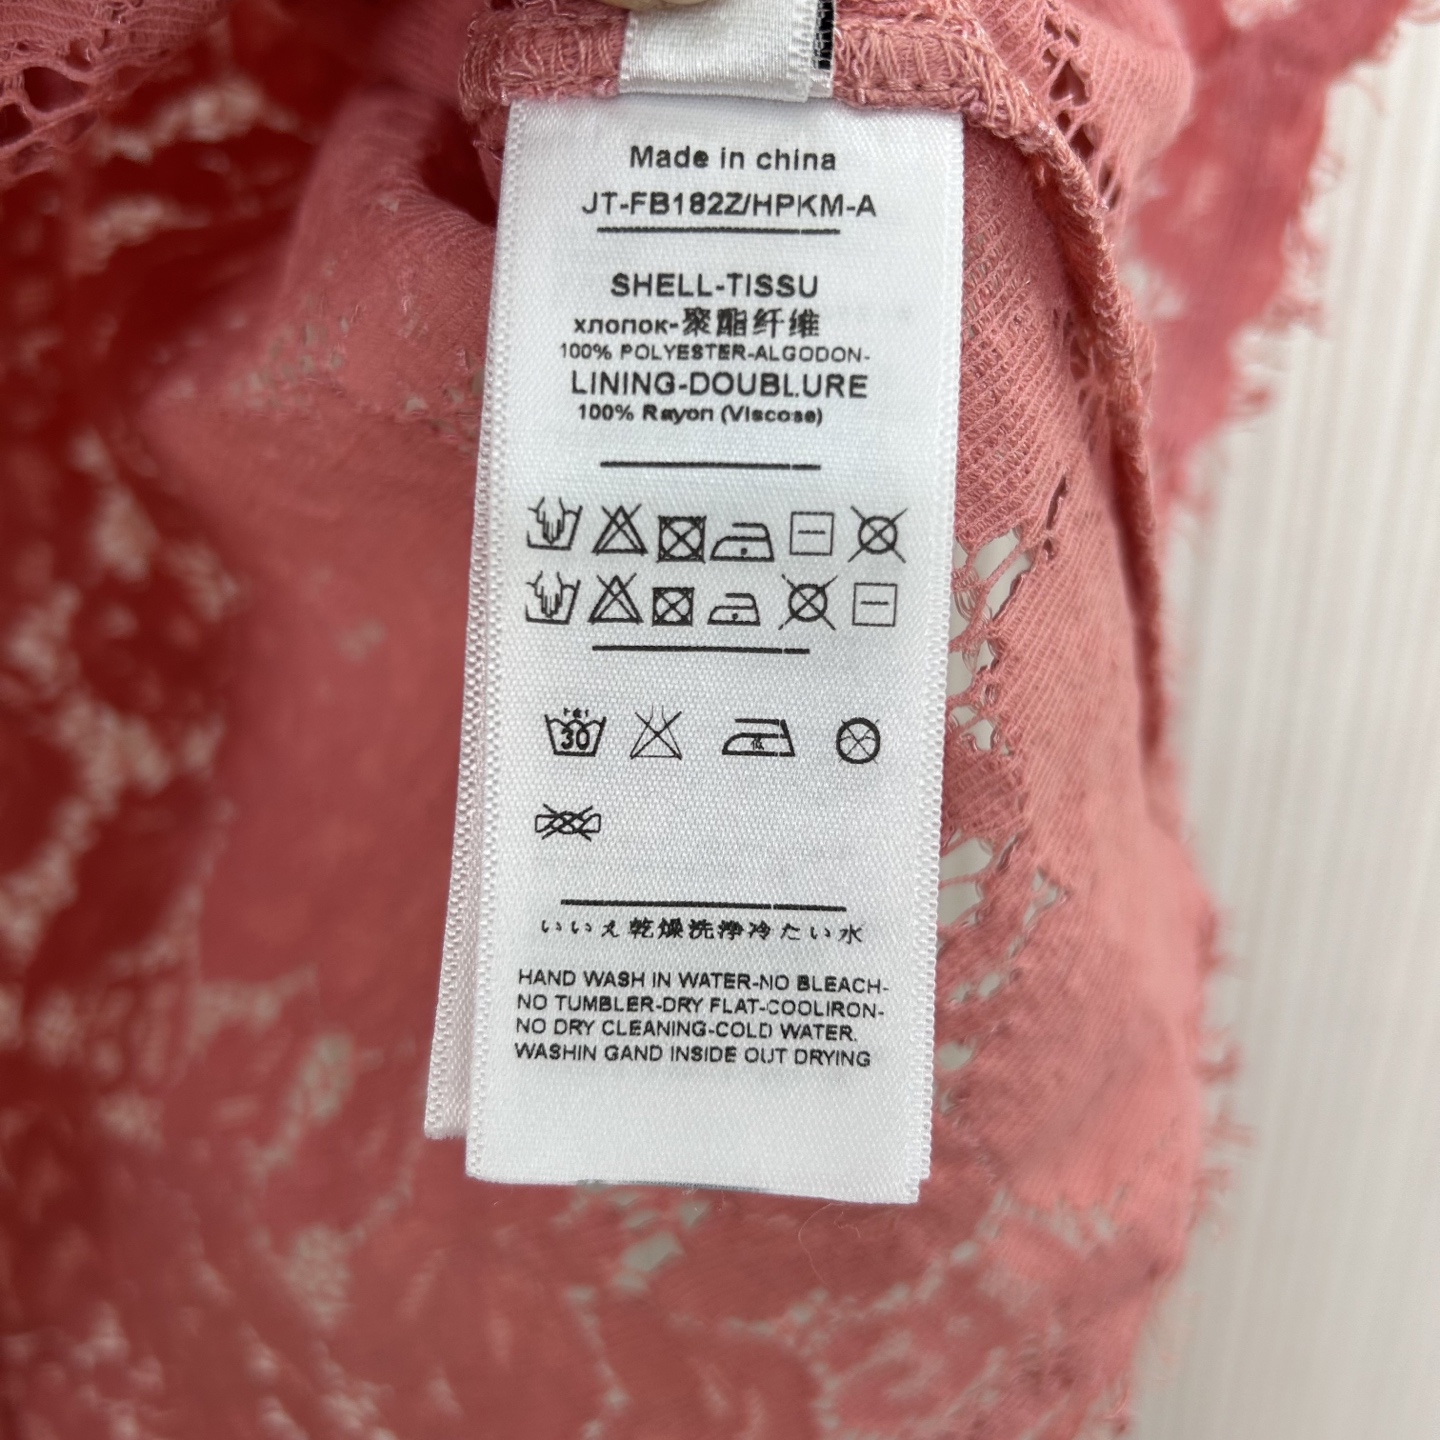 Made in china
JT-FB182Z/HPKM-A
SHELL-TISSU
хлопок-聚酯纤维
100% POLYESTER-ALGODON-
LINING-DOUBLURE
100% Rayon (Viscose)
30
いいえ乾燥洗浄冷たい水
HAND WASH IN WATER-NO BLEACH-
NO TUMBLER-DRY FLAT-COOLIRON-
NO DRY CLEANING-COLD WATER.
WASHIN GAND INSIDE OUT DRYING